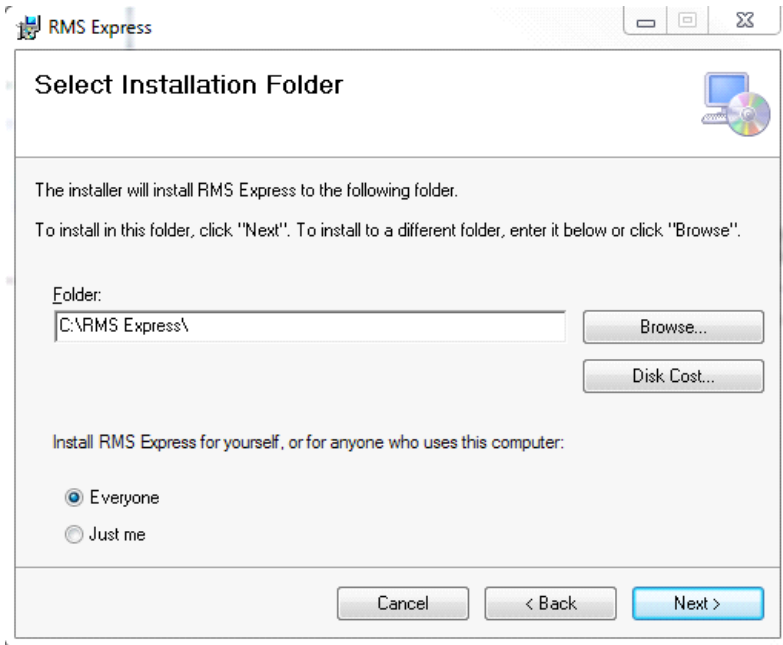 RMS Express
Select Installation Folder
The installer will install RMS Express to the following folder.
To install in this folder, click "Next". To install to a different folder, enter it below or click "Browse".
Folder:
C:\RMS Express\
Browse...
Disk Cost...
Install RMS Express for yourself, or for anyone who uses this computer:
Everyone
Just me
Cancel
< Back
Next >